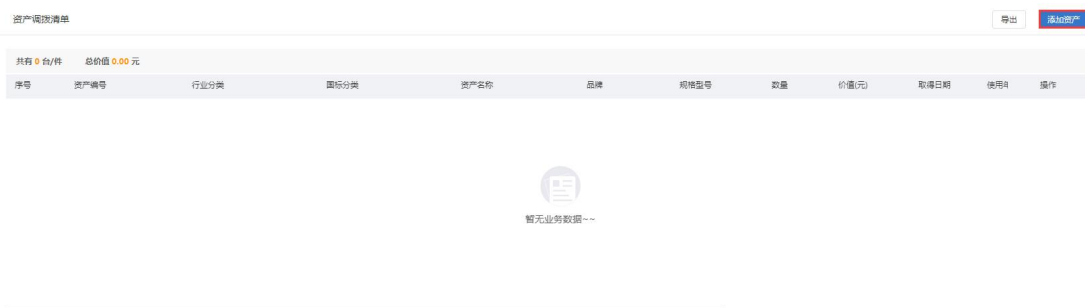 资产调拨清单 导出 添加资产
共有 0 台/件 总价值 0.00 元
序号 资产编号 行业分类 国标分类 资产名称 品牌 规格型号 数量 价值(元) 取得日期 使用 操作
暂无业务数据~~